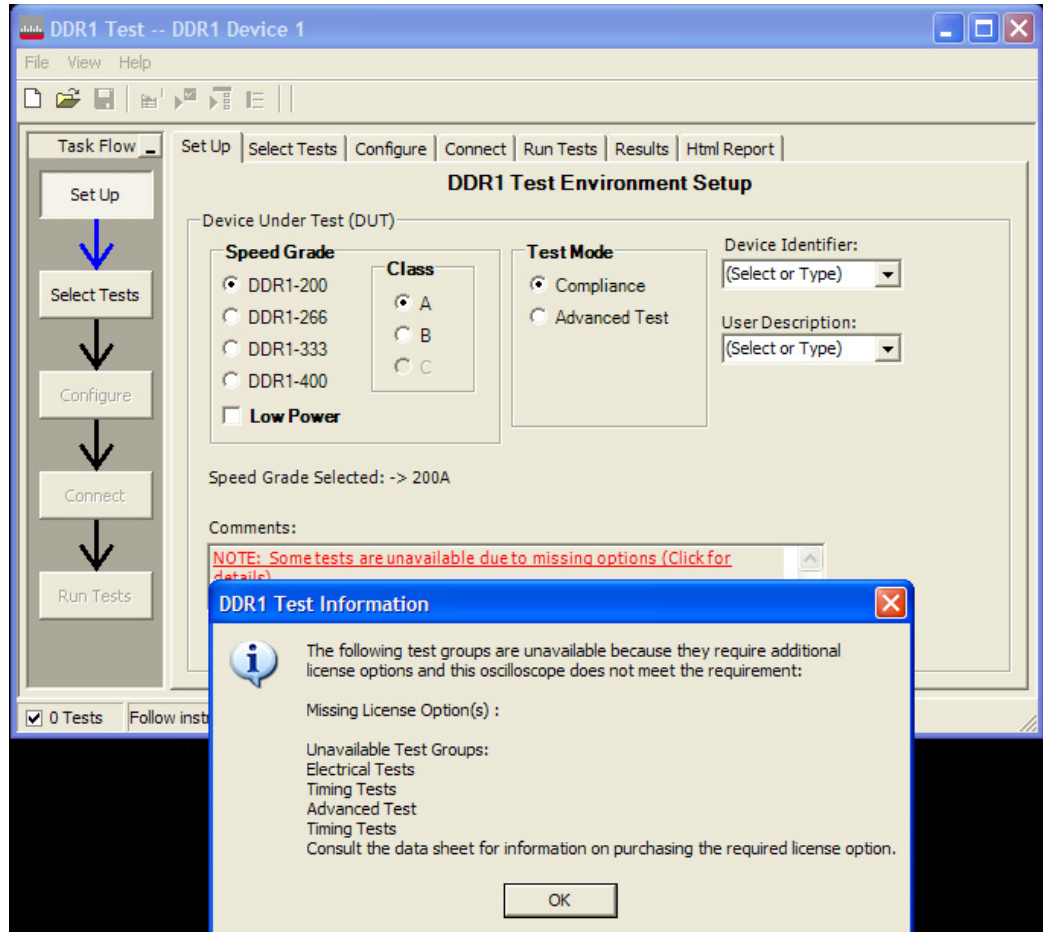 DDR1 Test -- DDR1 Device 1
File View Help
Task Flow
Set Up
Select Tests
Configure
Connect
Run Tests
Set Up Select Tests Configure Connect Run Tests Results Html Report
DDR1 Test Environment Setup
Device Under Test (DUT)
Speed Grade
DDR1-200
DDR1-266
DDR1-333
DDR1-400
Low Power
Class
A
B
C
Test Mode
Compliance
Advanced Test
Device Identifier:
(Select or Type)
User Description:
(Select or Type)
Speed Grade Selected: -> 200A
Comments:
NOTE: Some tests are unavailable due to missing options (Click for
details)
0 Tests Follow inst
DDR1 Test Information
The following test groups are unavailable because they require additional
license options and this oscilloscope does not meet the requirement:
Missing License Option(s) :
Unavailable Test Groups:
Electrical Tests
Timing Tests
Advanced Test
Timing Tests
Consult the data sheet for information on purchasing the required license option.
OK